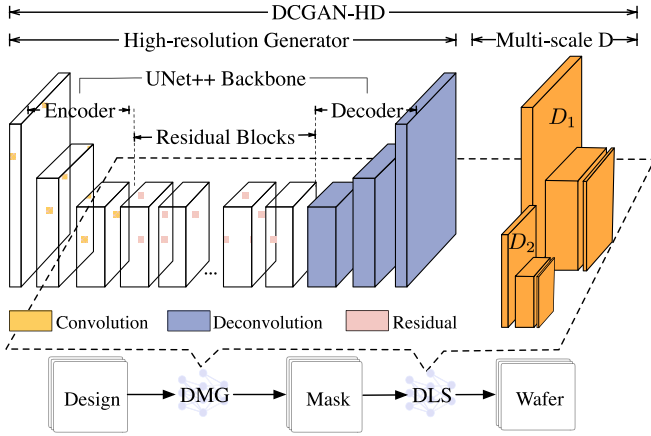 DCGAN-HD
High-resolution Generator
Multi-scale D
UNet++ Backbone
Encoder
Decoder
Residual Blocks
D1
D2
...
Convolution
Deconvolution
Residual
Design
DMG
Mask
DLS
Wafer